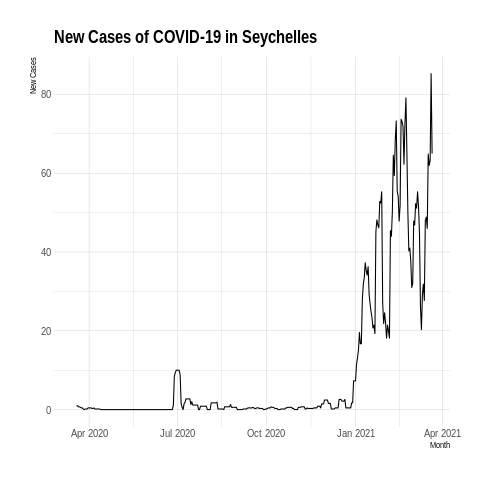 New Cases of COVID-19 in Seychelles
New Cases
80
60
40
20
0
Apr 2020 Jul 2020 Oct 2020 Jan 2021 Apr 2021
Month